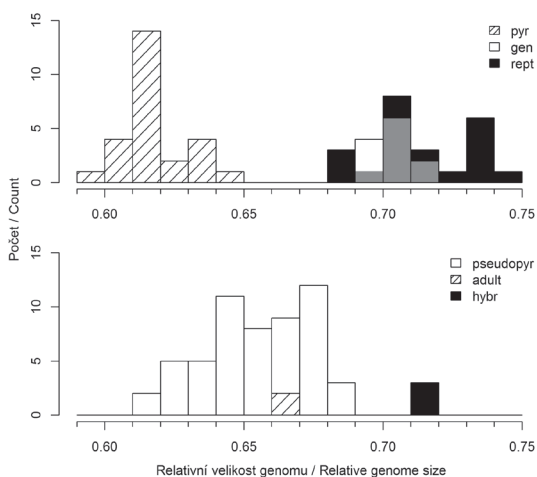 15
10
5
0
pyr
gen
rept
0.60 0.65 0.70 0.75
Počet / Count
15
10
5
0
pseudopyr
adult
hybr
0.60 0.65 0.70 0.75
Relativní velikost genomu / Relative genome size